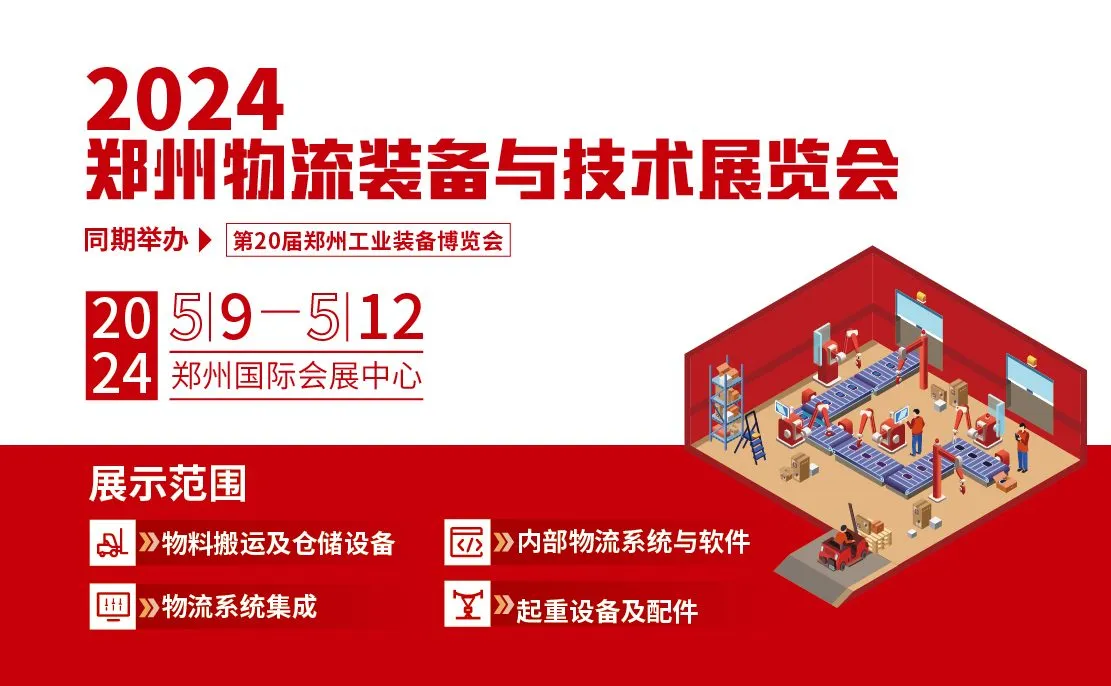 2024
郑州物流装备与技术展览会
同期举办 第20届郑州工业装备博览会
2024 5|9—5|12
郑州国际会展中心
展示范围
物料搬运及仓储设备
内部物流系统与软件
物流系统集成
起重设备及配件